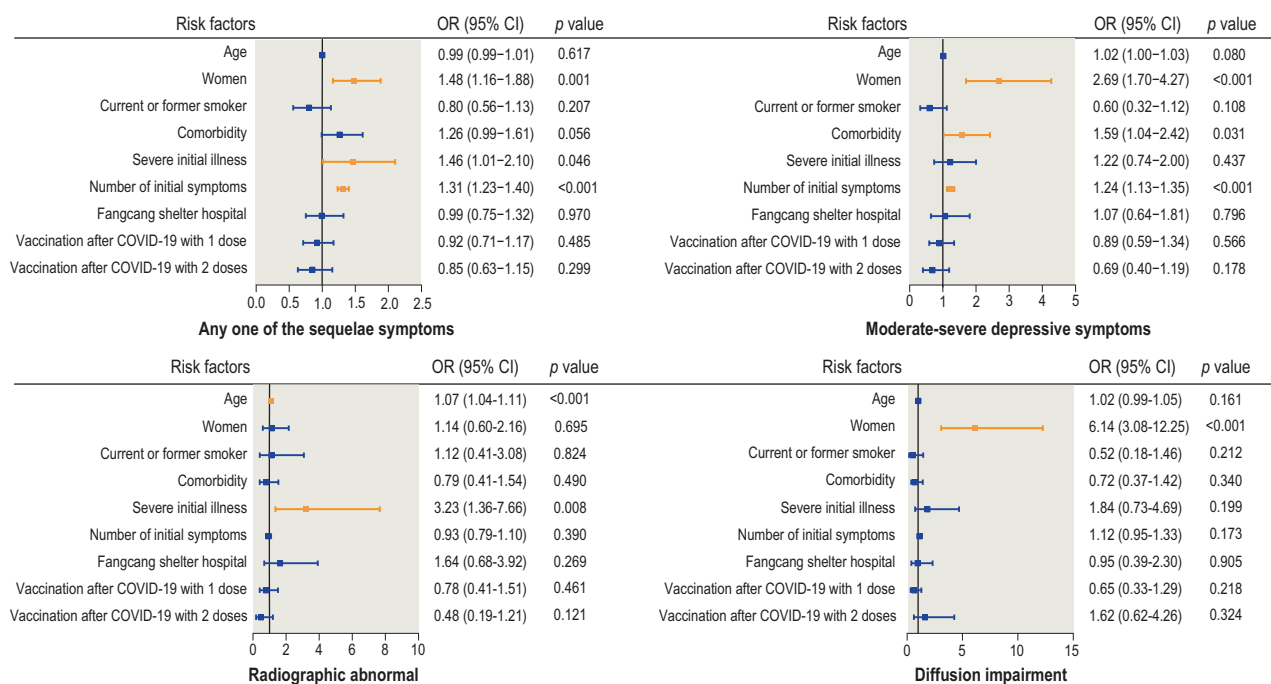 Risk factors OR (95% CI) p value
Age 0.99 (0.99−1.01) 0.617
Women 1.48 (1.16−1.88) 0.001
Current or former smoker 0.80 (0.56−1.13) 0.207
Comorbidity 1.26 (0.99−1.61) 0.056
Severe initial illness 1.46 (1.01−2.10) 0.046
Number of initial symptoms 1.31 (1.23−1.40) <0.001
Fangcang shelter hospital 0.99 (0.75−1.32) 0.970
Vaccination after COVID-19 with 1 dose 0.92 (0.71−1.17) 0.485
Vaccination after COVID-19 with 2 doses 0.85 (0.63−1.15) 0.299
0.0 0.5 1.0 1.5 2.0 2.5
Any one of the sequelae symptoms
Risk factors OR (95% CI) p value
Age 1.02 (1.00−1.03) 0.080
Women 2.69 (1.70−4.27) <0.001
Current or former smoker 0.60 (0.32−1.12) 0.108
Comorbidity 1.59 (1.04−2.42) 0.031
Severe initial illness 1.22 (0.74−2.00) 0.437
Number of initial symptoms 1.24 (1.13−1.35) <0.001
Fangcang shelter hospital 1.07 (0.64−1.81) 0.796
Vaccination after COVID-19 with 1 dose 0.89 (0.59−1.34) 0.566
Vaccination after COVID-19 with 2 doses 0.69 (0.40−1.19) 0.178
0 1 2 3 4 5
Moderate-severe depressive symptoms
Risk factors OR (95% CI) p value
Age 1.07 (1.04-1.11) <0.001
Women 1.14 (0.60-2.16) 0.695
Current or former smoker 1.12 (0.41-3.08) 0.824
Comorbidity 0.79 (0.41-1.54) 0.490
Severe initial illness 3.23 (1.36-7.66) 0.008
Number of initial symptoms 0.93 (0.79-1.10) 0.390
Fangcang shelter hospital 1.64 (0.68-3.92) 0.269
Vaccination after COVID-19 with 1 dose 0.78 (0.41-1.51) 0.461
Vaccination after COVID-19 with 2 doses 0.48 (0.19-1.21) 0.121
0 2 4 6 8 10
Radiographic abnormal
Risk factors OR (95% CI) p value
Age 1.02 (0.99-1.05) 0.161
Women 6.14 (3.08-12.25) <0.001
Current or former smoker 0.52 (0.18-1.46) 0.212
Comorbidity 0.72 (0.37-1.42) 0.340
Severe initial illness 1.84 (0.73-4.69) 0.199
Number of initial symptoms 1.12 (0.95-1.33) 0.173
Fangcang shelter hospital 0.95 (0.39-2.30) 0.905
Vaccination after COVID-19 with 1 dose 0.65 (0.33-1.29) 0.218
Vaccination after COVID-19 with 2 doses 1.62 (0.62-4.26) 0.324
0 5 10 15
Diffusion impairment